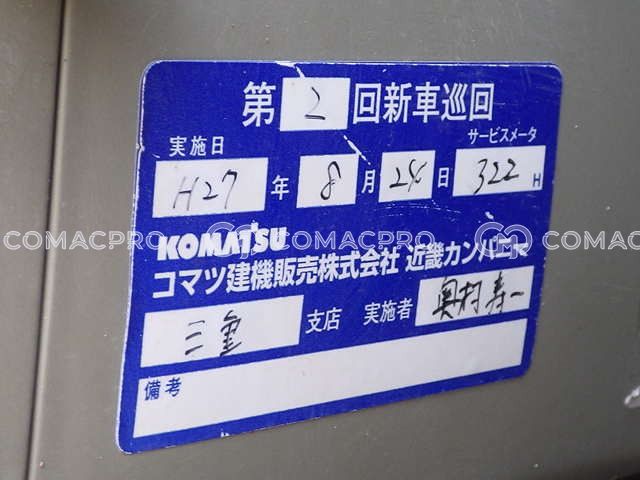 第 2 回新車巡回
実施日 サービスメータ
H27 年 8 月 24 日 322 H
COMACPRO COMACPRO COMACPRO
KOMATSU
コマツ建機販売株式会社 近畿カンパニー
三重 支店 実施者 奥村寿一
備考